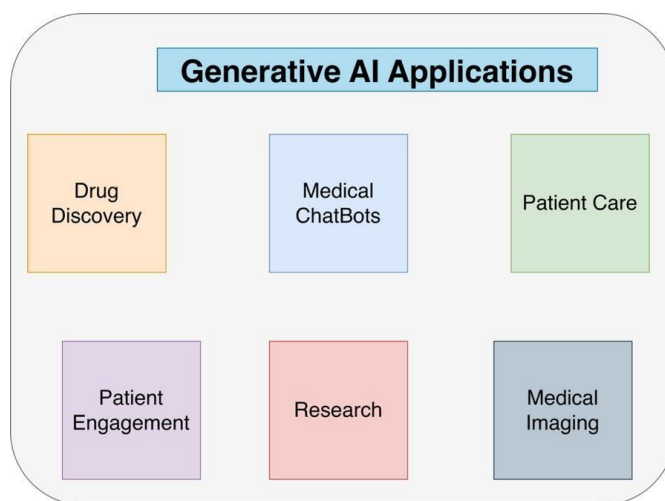 Generative AI Applications
Drug
Discovery
Medical
ChatBots
Patient Care
Patient
Engagement
Research
Medical
Imaging